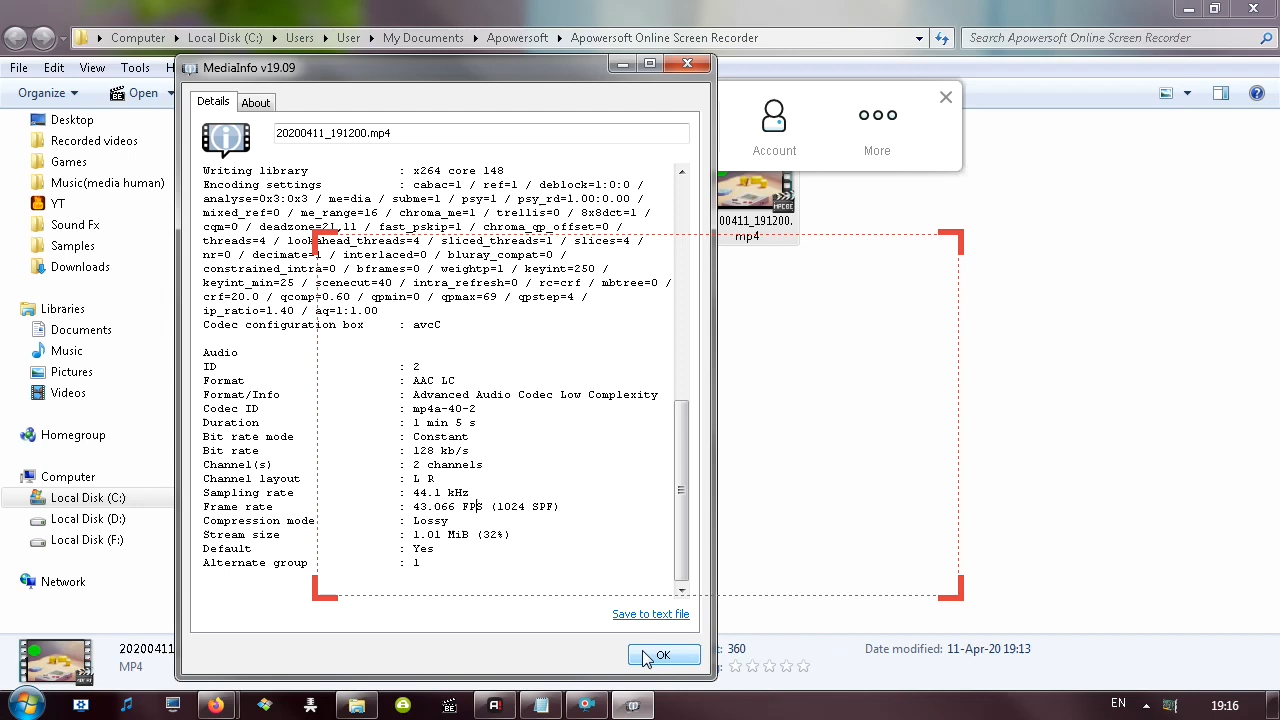 Computer Local Disk (C:) Users User My Documents Apowersoft Apowersoft Online Screen Recorder
Search Apowersoft Online Screen Recorder
File Edit View Tools H
MediaInfo v19.09
Organize Open
Details About
20200411_191200.mp4
Writing library : x264 core 148
Encoding settings : cabac=1 / ref=1 / deblock=1:0:0 /
analyse=0x3:0x3 / me=dia / subme=1 / psy=1 / psy_rd=1.00:0.00 /
mixed_ref=0 / me_range=16 / chroma_me=1 / trellis=0 / 8x8dct=1 /
cqm=0 / deadzone=21,11 / fast_pskip=1 / chroma_qp_offset=0 /
threads=4 / lookahead_threads=4 / sliced_threads=1 / slices=4 /
nr=0 / decimate=1 / interlaced=0 / bluray_compat=0 /
constrained_intra=0 / bframes=0 / weightp=1 / keyint=250 /
keyint_min=25 / scenecut=40 / intra_refresh=0 / rc=crf / mbtree=0 /
crf=20.0 / qcomp=0.60 / qpmin=0 / qpmax=69 / qpstep=4 /
ip_ratio=1.40 / aq=1:1.00
Codec configuration box : avcC
Audio
ID : 2
Format : AAC LC
Format/Info : Advanced Audio Codec Low Complexity
Codec ID : mp4a-40-2
Duration : 1 min 5 s
Bit rate mode : Constant
Bit rate : 128 kb/s
Channel(s) : 2 channels
Channel layout : L R
Sampling rate : 44.1 kHz
Frame rate : 43.066 FPS (1024 SPF)
Compression mode : Lossy
Stream size : 1.01 MiB (32%)
Default : Yes
Alternate group : 1
Save to text file
OK
Account
More
00411_191200.
mp4
Desktop
Recorded videos
Games
Music(media human)
YT
Sound Fx
Samples
Downloads
Libraries
Documents
Music
Pictures
Videos
Homegroup
Computer
Local Disk (C:)
Local Disk (D:)
Local Disk (F:)
Network
2020041
MP4
: 360
Date modified: 11-Apr-20 19:13
EN
19:16